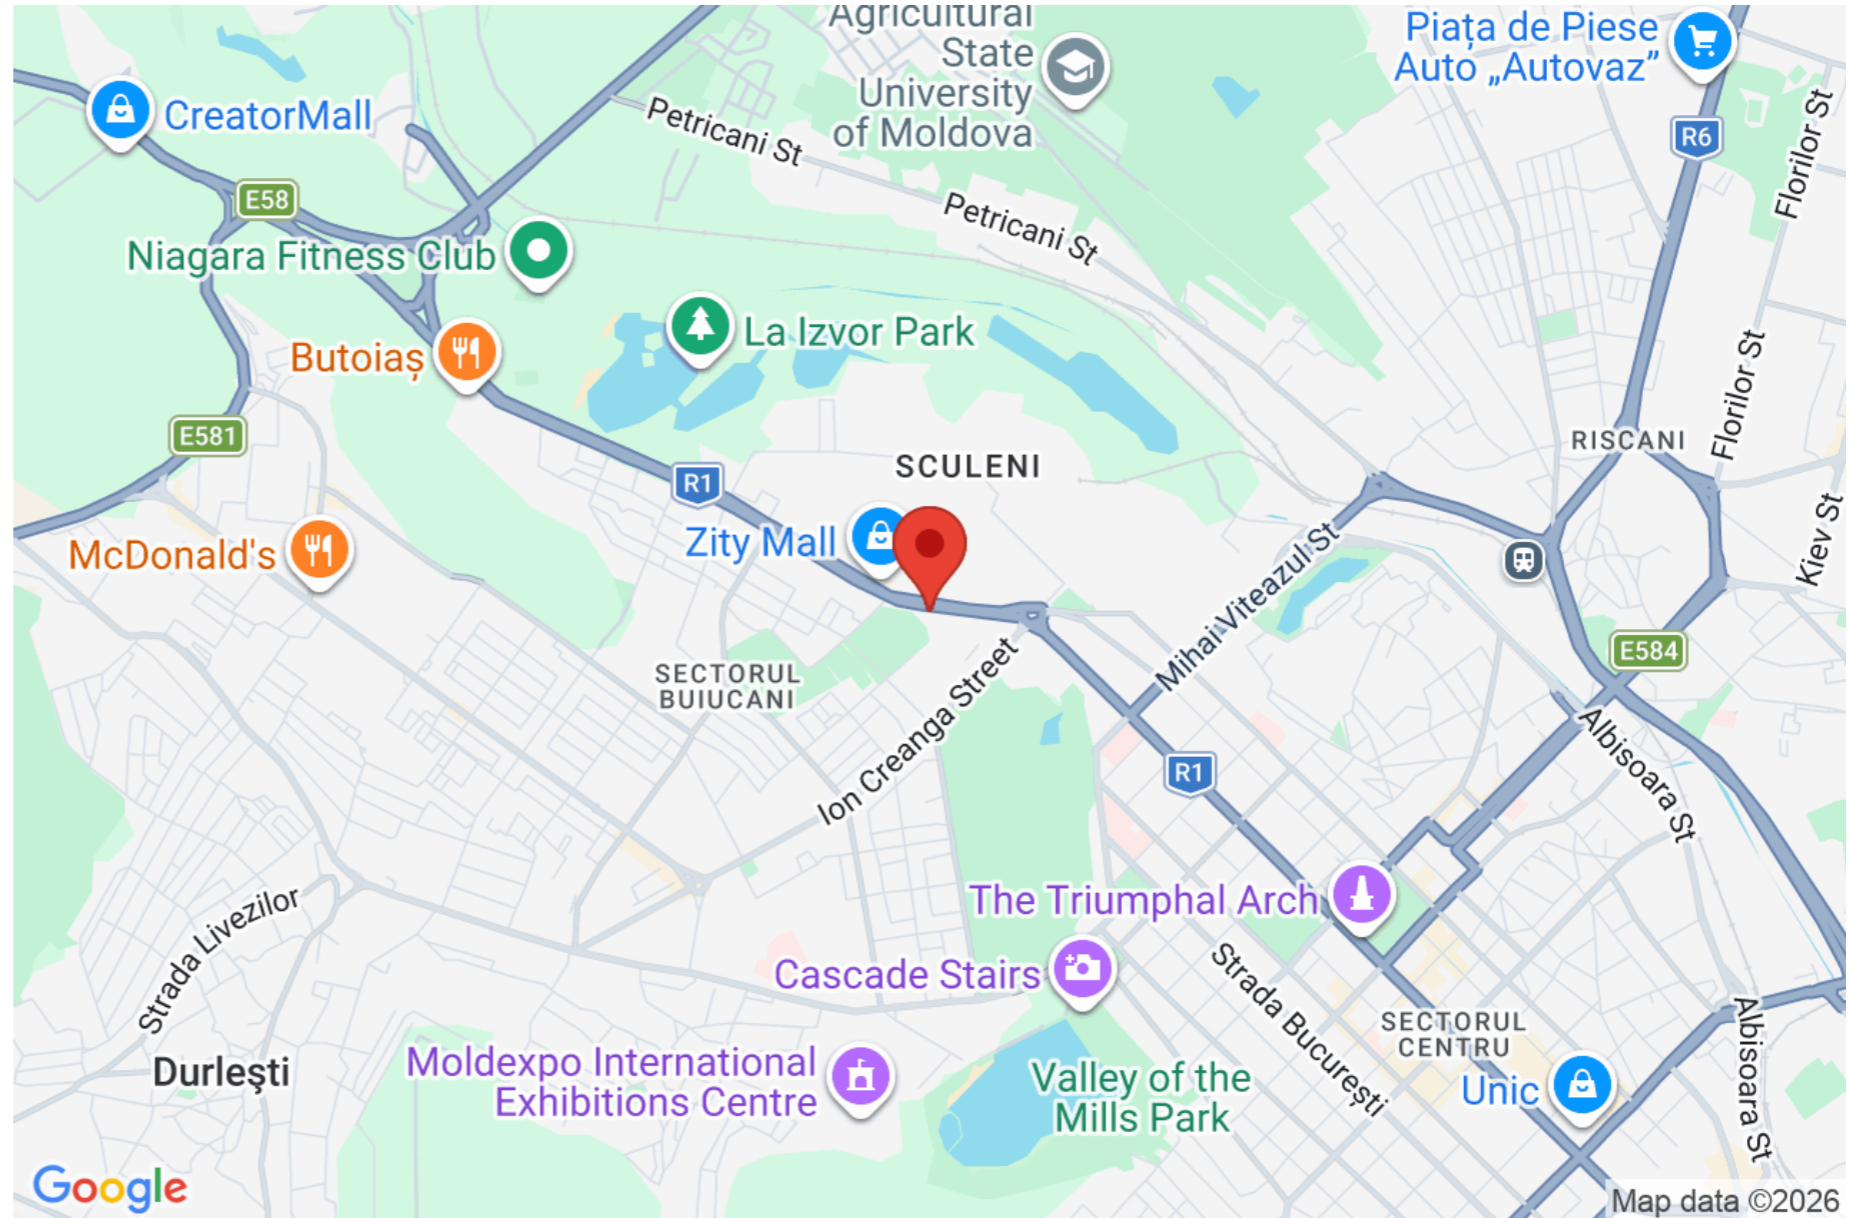 Agricultural
State
University
of Moldova
Piața de Piese
Auto „Autovaz”
CreatorMall
Petricani St
R6
Florilor St
E58
Petricani St
Niagara Fitness Club
La Izvor Park
Butoiaș
Florilor St
E581
RISCANI
SCULENI
R1
Kiev St
McDonald's
Zity Mall
Mihai Viteazul St
E584
SECTORUL
BUIUCANI
Ion Creanga Street
Albisoara St
R1
The Triumphal Arch
Strada Livezilor
Cascade Stairs
Strada București
SECTORUL
CENTRU
Albisoara St
Durleşti
Moldexpo International
Exhibitions Centre
Valley of the
Mills Park
Unic
Google
Map data ©2026